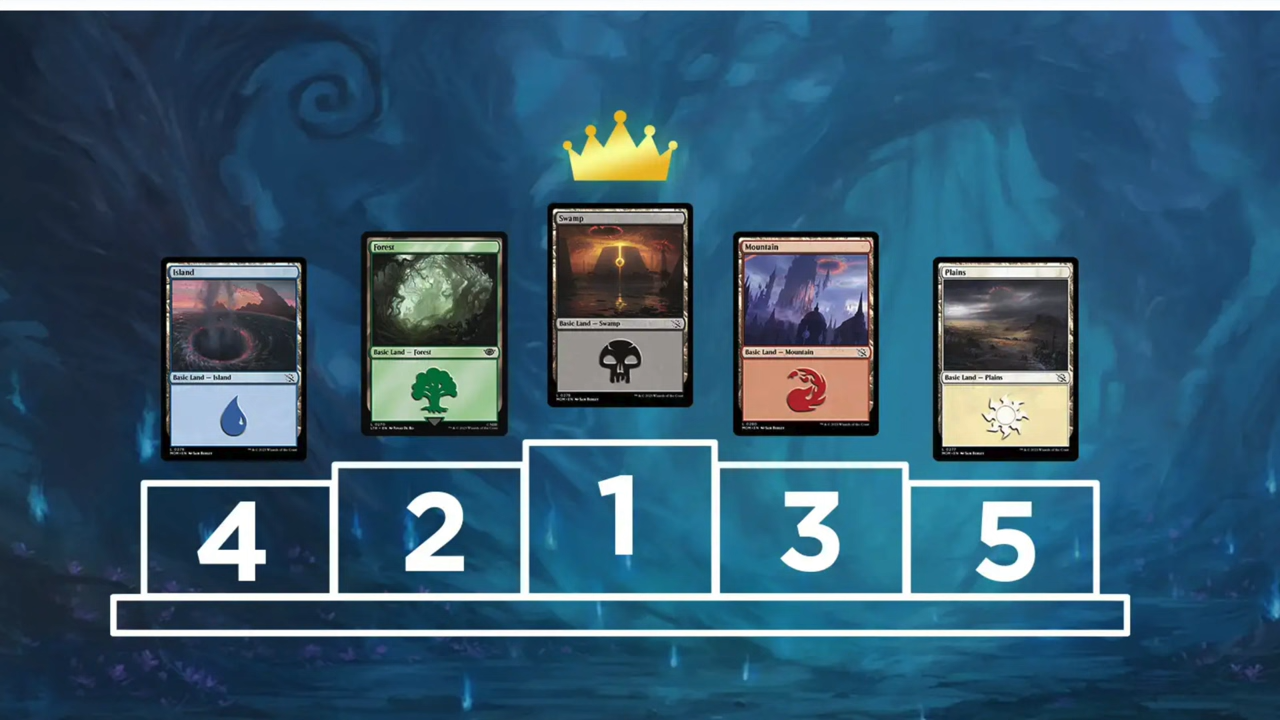 Swamp
Forest
Mountain
Island
Plains
Basic Land — Swamp
Basic Land — Forest
Basic Land — Mountain
Basic Land — Island
Basic Land — Plains
4
2
1
3
5